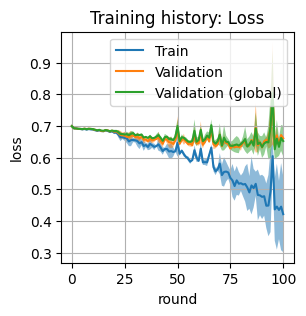 Training history: Loss
Train
Validation
Validation (global)
loss
0.9
0.8
0.7
0.6
0.5
0.4
0.3
0
25
50
75
100
round